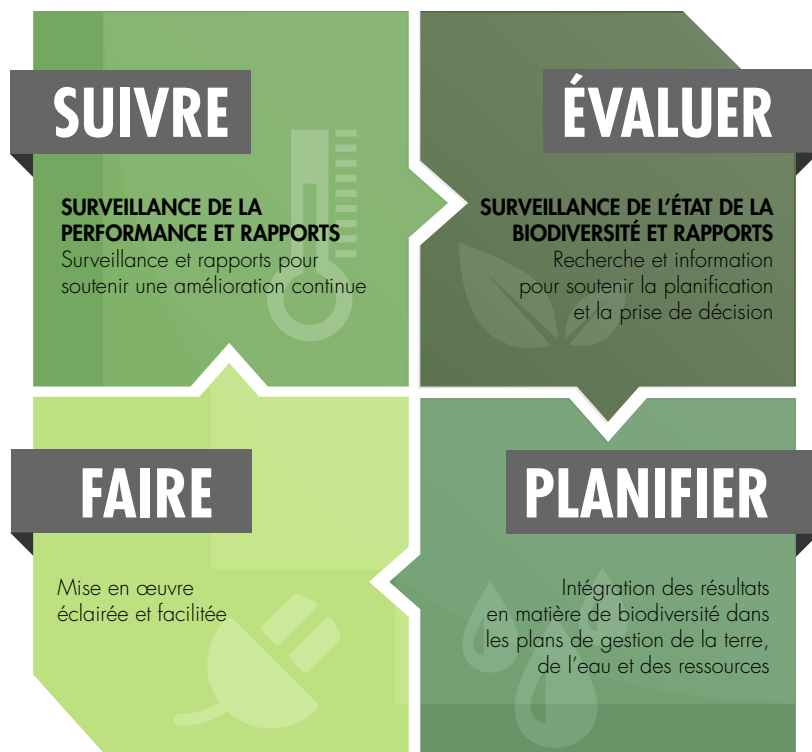 SUIVRE
SURVEILLANCE DE LA
PERFORMANCE ET RAPPORTS
Surveillance et rapports pour
soutenir une amélioration continue
ÉVALUER
SURVEILLANCE DE L’ÉTAT DE LA
BIODIVERSITÉ ET RAPPORTS
Recherche et information
pour soutenir la planification
et la prise de décision
FAIRE
Mise en œuvre
éclairée et facilitée
PLANIFIER
Intégration des résultats
en matière de biodiversité dans
les plans de gestion de la terre,
de l’eau et des ressources